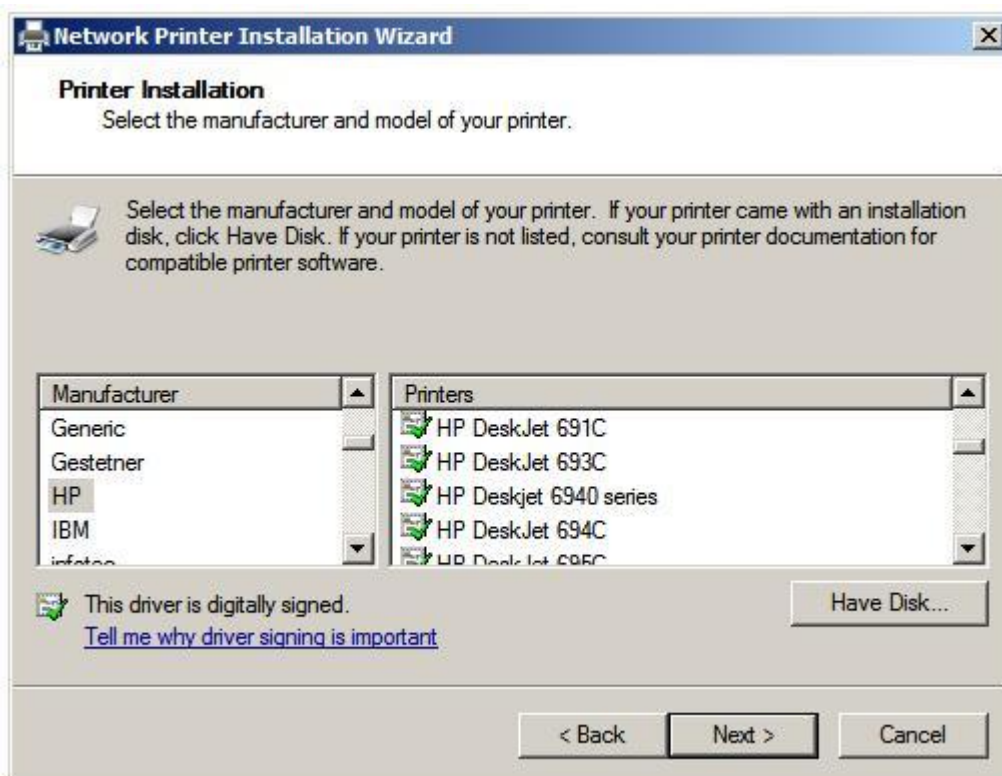 Network Printer Installation Wizard
Printer Installation
Select the manufacturer and model of your printer.
Select the manufacturer and model of your printer. If your printer came with an installation
disk, click Have Disk. If your printer is not listed, consult your printer documentation for
compatible printer software.
Manufacturer
Generic
Gestetner
HP
IBM
Printers
HP DeskJet 691C
HP DeskJet 693C
HP Deskjet 6940 series
HP DeskJet 694C
HP DeskJet 695C
This driver is digitally signed.
Tell me why driver signing is important
Have Disk...
< Back
Next >
Cancel